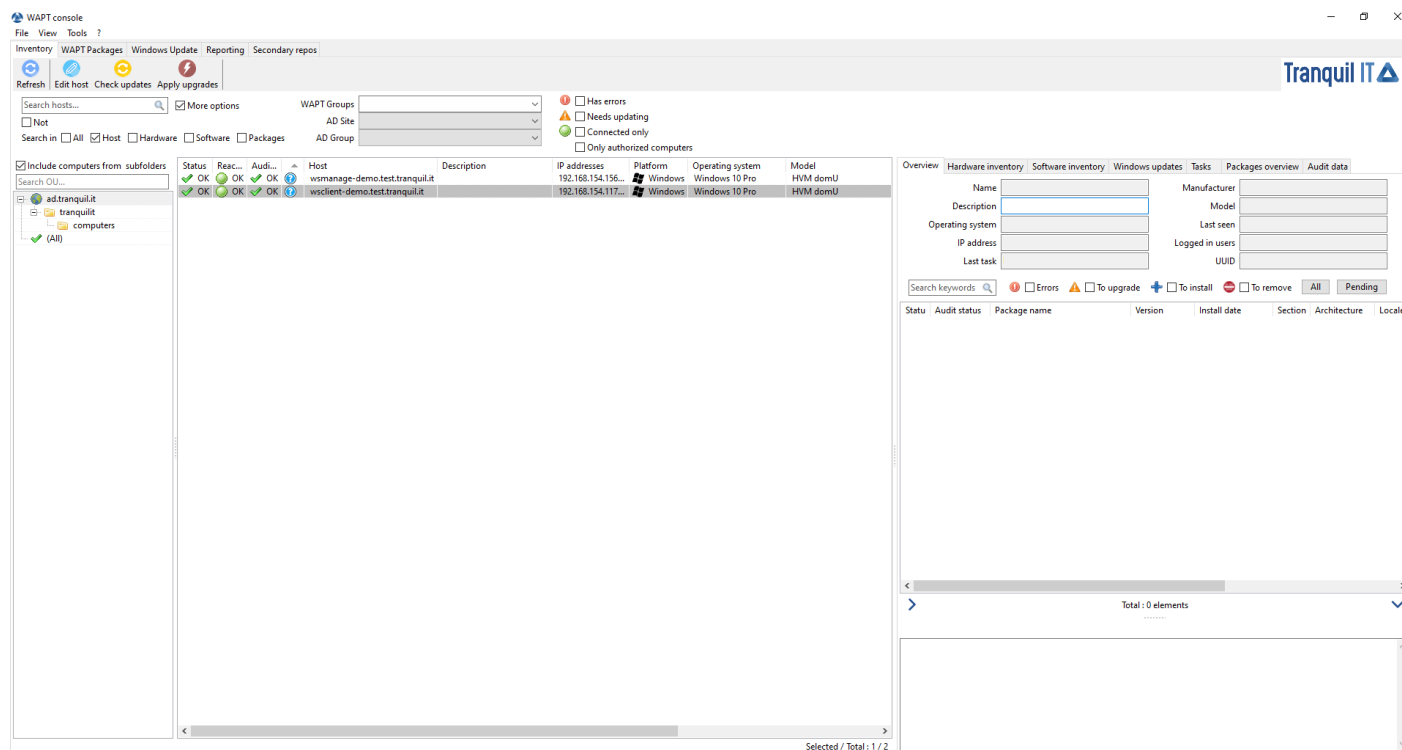 WAPT console
File View Tools ?
Inventory WAPT Packages Windows Update Reporting Secondary repos
Refresh Edit host Check updates Apply upgrades
Tranquil IT
Search hosts... More options WAPT Groups Has errors
Not AD Site Needs updating
Search in All Host Hardware Software Packages AD Group Connected only
Only authorized computers
Include computers from subfolders
Search OU...
ad.tranquil.it
tranquilit
computers
(All)
Status Reac... Audi... Host Description IP addresses Platform Operating system Model
OK OK OK wsmanage-demo.test.tranquil.it 192.168.154.156... Windows Windows 10 Pro HVM domU
OK OK OK wsclient-demo.test.tranquil.it 192.168.154.117... Windows Windows 10 Pro HVM domU
Selected / Total : 1 / 2
Overview Hardware inventory Software inventory Windows updates Tasks Packages overview Audit data
Name Manufacturer
Description Model
Operating system Last seen
IP address Logged in users
Last task UUID
Search keywords Errors To upgrade To install To remove All Pending
Statu Audit status Package name Version Install date Section Architecture Locale
Total : 0 elements